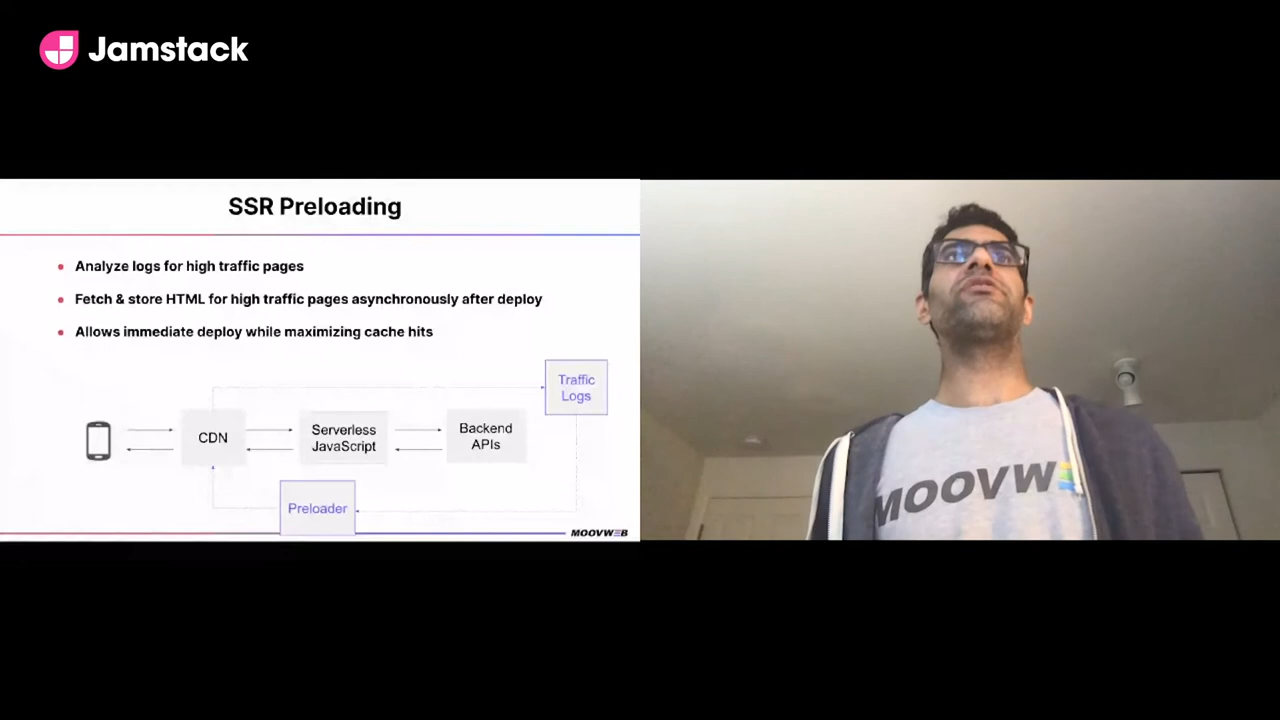 Jamstack
SSR Preloading
Analyze logs for high traffic pages
Fetch & store HTML for high traffic pages asynchronously after deploy
Allows immediate deploy while maximizing cache hits
Traffic
Logs
CDN
Serverless
JavaScript
Backend
APIs
Preloader
MOOVWEB
MOOVWE